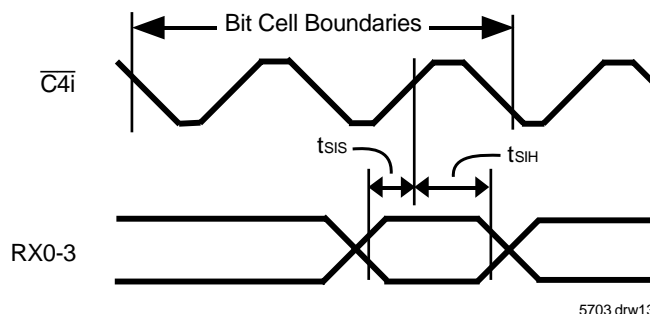 Bit Cell Boundaries
C4i
tSIS
tSIH
RX0-3
5703 drw13